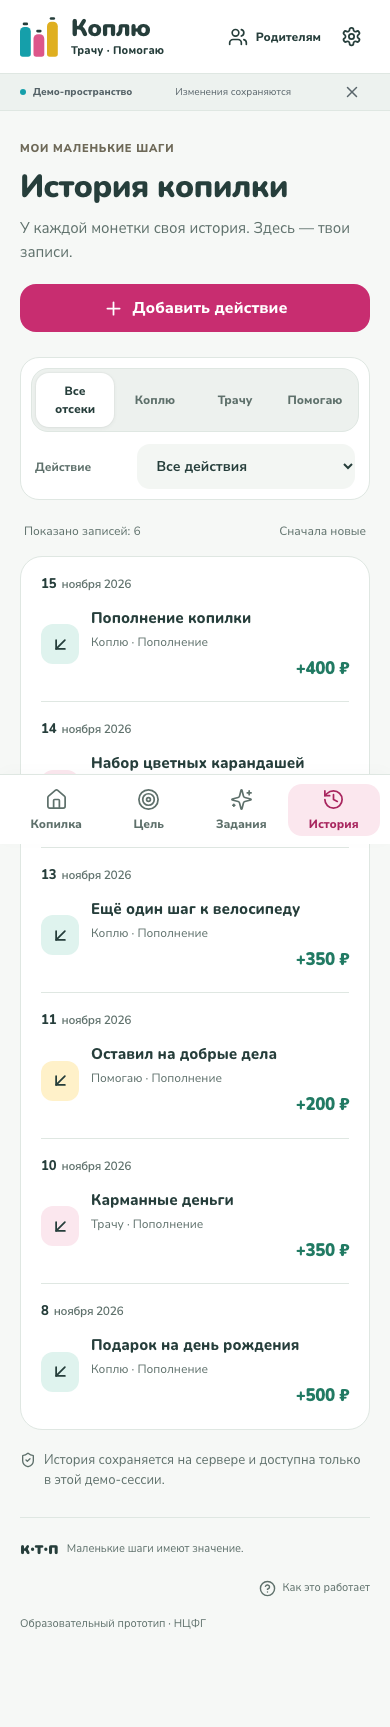 Коплю
Трачу · Помогаю
Родителям
Демо-пространство
Изменения сохраняются
МОИ МАЛЕНЬКИЕ ШАГИ
История копилки
У каждой монетки своя история. Здесь — твои
записи.
Добавить действие
Все
отсеки
Коплю
Трачу
Помогаю
Действие
Все действия
Показано записей: 6
Сначала новые
15 ноября 2026
Пополнение копилки
Коплю · Пополнение
+400 ₽
14 ноября 2026
Набор цветных карандашей
Копилка
Цель
Задания
История
13 ноября 2026
Ещё один шаг к велосипеду
Коплю · Пополнение
+350 ₽
11 ноября 2026
Оставил на добрые дела
Помогаю · Пополнение
+200 ₽
10 ноября 2026
Карманные деньги
Трачу · Пополнение
+350 ₽
8 ноября 2026
Подарок на день рождения
Коплю · Пополнение
+500 ₽
История сохраняется на сервере и доступна только
в этой демо-сессии.
К·Т·П
Маленькие шаги имеют значение.
Как это работает
Образовательный прототип · НЦФГ